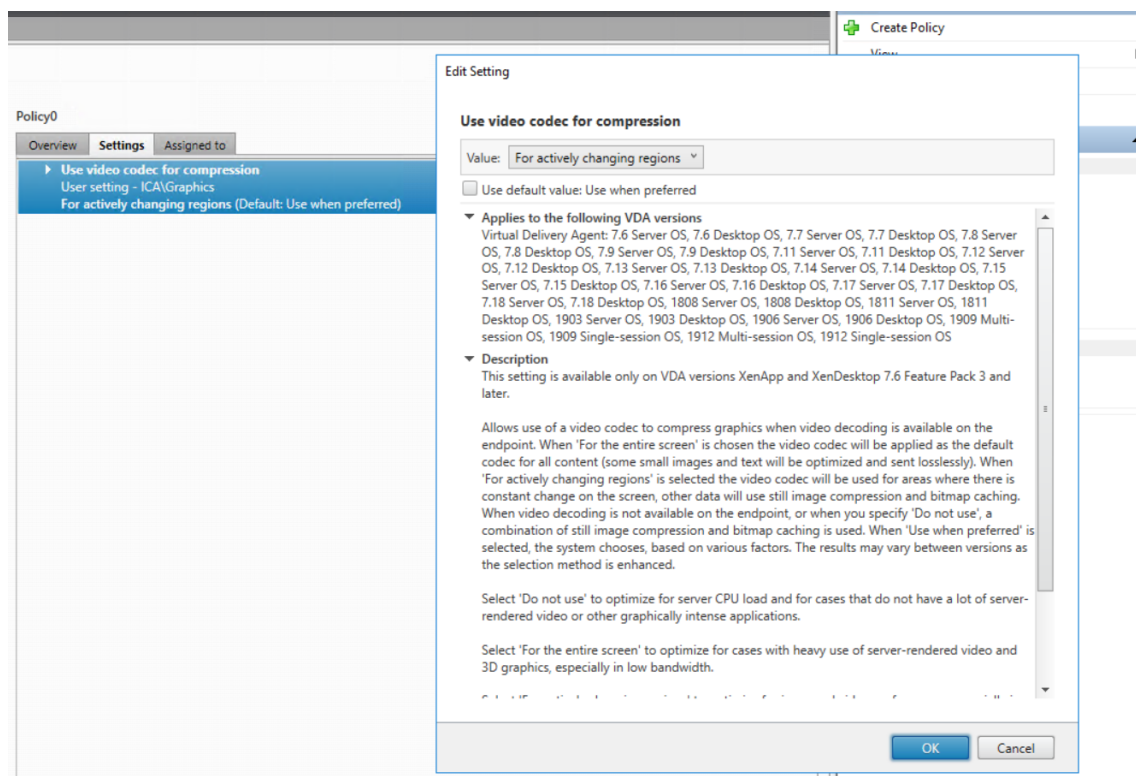 Create Policy
View
Edit Setting
Policy0
Overview Settings Assigned to
Use video codec for compression
User setting - ICA\Graphics
For actively changing regions (Default: Use when preferred)
Use video codec for compression
Value: For actively changing regions
Use default value: Use when preferred
Applies to the following VDA versions
Virtual Delivery Agent: 7.6 Server OS, 7.6 Desktop OS, 7.7 Server OS, 7.7 Desktop OS, 7.8 Server
OS, 7.8 Desktop OS, 7.9 Server OS, 7.9 Desktop OS, 7.11 Server OS, 7.11 Desktop OS, 7.12 Server
OS, 7.12 Desktop OS, 7.13 Server OS, 7.13 Desktop OS, 7.14 Server OS, 7.14 Desktop OS, 7.15
Server OS, 7.15 Desktop OS, 7.16 Server OS, 7.16 Desktop OS, 7.17 Server OS, 7.17 Desktop OS,
7.18 Server OS, 7.18 Desktop OS, 1808 Server OS, 1808 Desktop OS, 1811 Server OS, 1811
Desktop OS, 1903 Server OS, 1903 Desktop OS, 1906 Server OS, 1906 Desktop OS, 1909 Multi-
session OS, 1909 Single-session OS, 1912 Multi-session OS, 1912 Single-session OS
Description
This setting is available only on VDA versions XenApp and XenDesktop 7.6 Feature Pack 3 and
later.
Allows use of a video codec to compress graphics when video decoding is available on the
endpoint. When 'For the entire screen' is chosen the video codec will be applied as the default
codec for all content (some small images and text will be optimized and sent losslessly). When
'For actively changing regions' is selected the video codec will be used for areas where there is
constant change on the screen, other data will use still image compression and bitmap caching.
When video decoding is not available on the endpoint, or when you specify 'Do not use', a
combination of still image compression and bitmap caching is used. When 'Use when preferred' is
selected, the system chooses, based on various factors. The results may vary between versions as
the selection method is enhanced.
Select 'Do not use' to optimize for server CPU load and for cases that do not have a lot of server-
rendered video or other graphically intense applications.
Select 'For the entire screen' to optimize for cases with heavy use of server-rendered video and
3D graphics, especially in low bandwidth.
OK Cancel